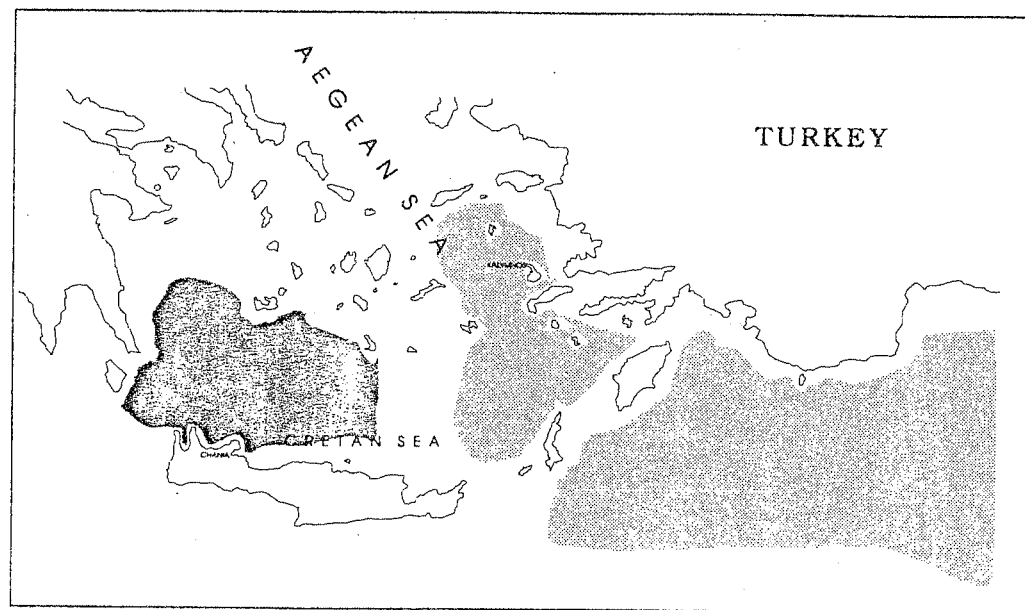 AEGEAN SEA
TURKEY
KALYMNOS
CRETAN SEA
CHANIA